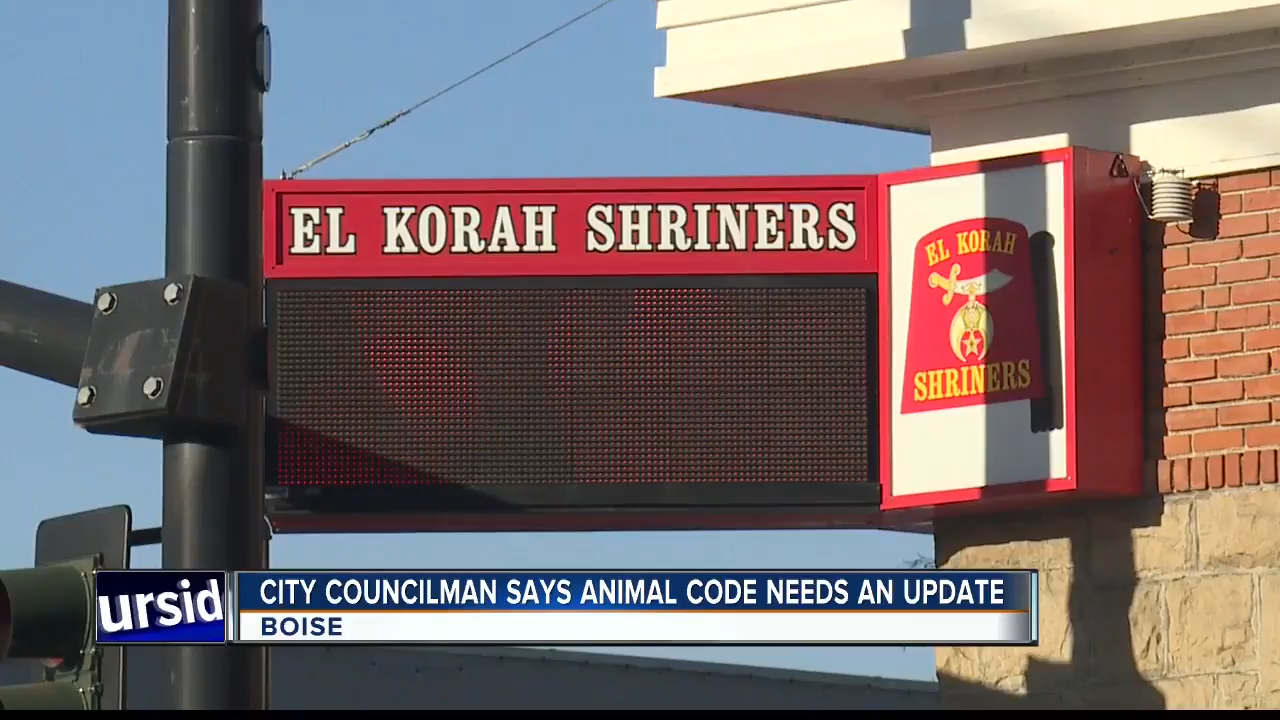 EL KORAH SHRINERS
EL KORAH
SHRINERS
ursid
CITY COUNCILMAN SAYS ANIMAL CODE NEEDS AN UPDATE
BOISE